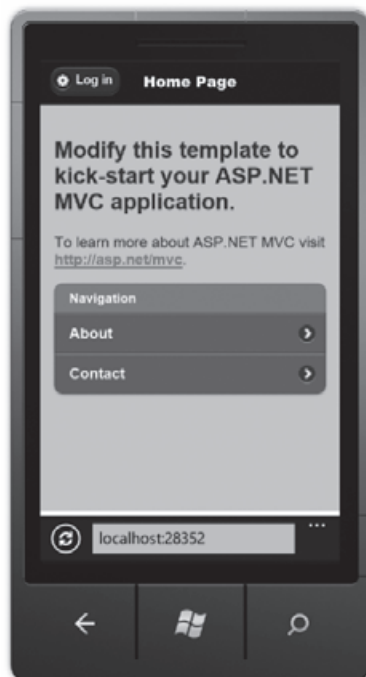 Log in
Home Page
Modify this template to
kick-start your ASP.NET
MVC application.
To learn more about ASP.NET MVC visit
http://asp.net/mvc.
Navigation
About
Contact
localhost:28352
...